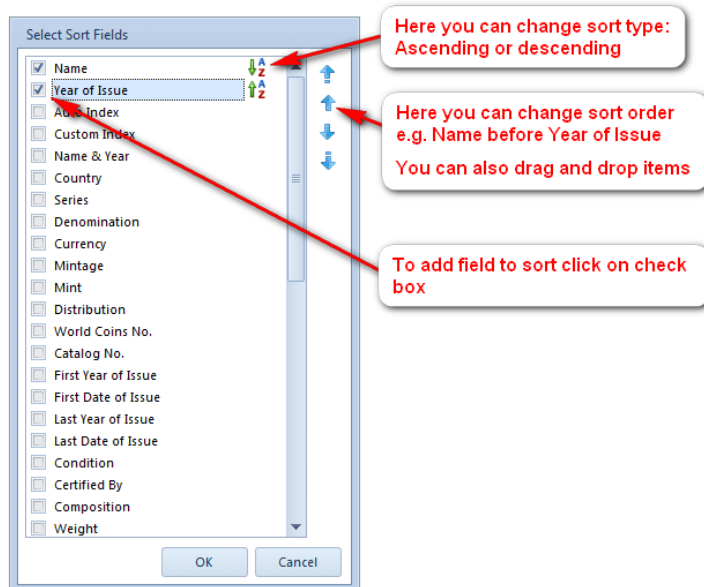 Select Sort Fields
Name
Year of Issue
Auto Index
Custom Index
Name & Year
Country
Series
Denomination
Currency
Mintage
Mint
Distribution
World Coins No.
Catalog No.
First Year of Issue
First Date of Issue
Last Year of Issue
Last Date of Issue
Condition
Certified By
Composition
Weight
OK
Cancel
Here you can change sort type:
Ascending or descending
Here you can change sort order
e.g. Name before Year of Issue
You can also drag and drop items
To add field to sort click on check
box